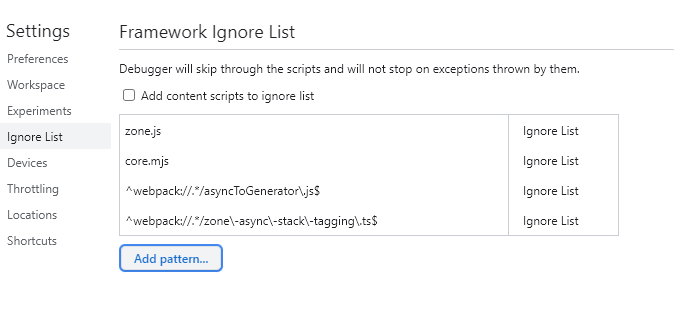 Settings
Preferences
Workspace
Experiments
Ignore List
Devices
Throttling
Locations
Shortcuts
Framework Ignore List
Debugger will skip through the scripts and will not stop on exceptions thrown by them.
Add content scripts to ignore list
zone.js Ignore List
core.mjs Ignore List
^webpack://.*/asyncToGenerator\.js$ Ignore List
^webpack://.*/zone\-async\-stack\-tagging\.ts$ Ignore List
Add pattern...